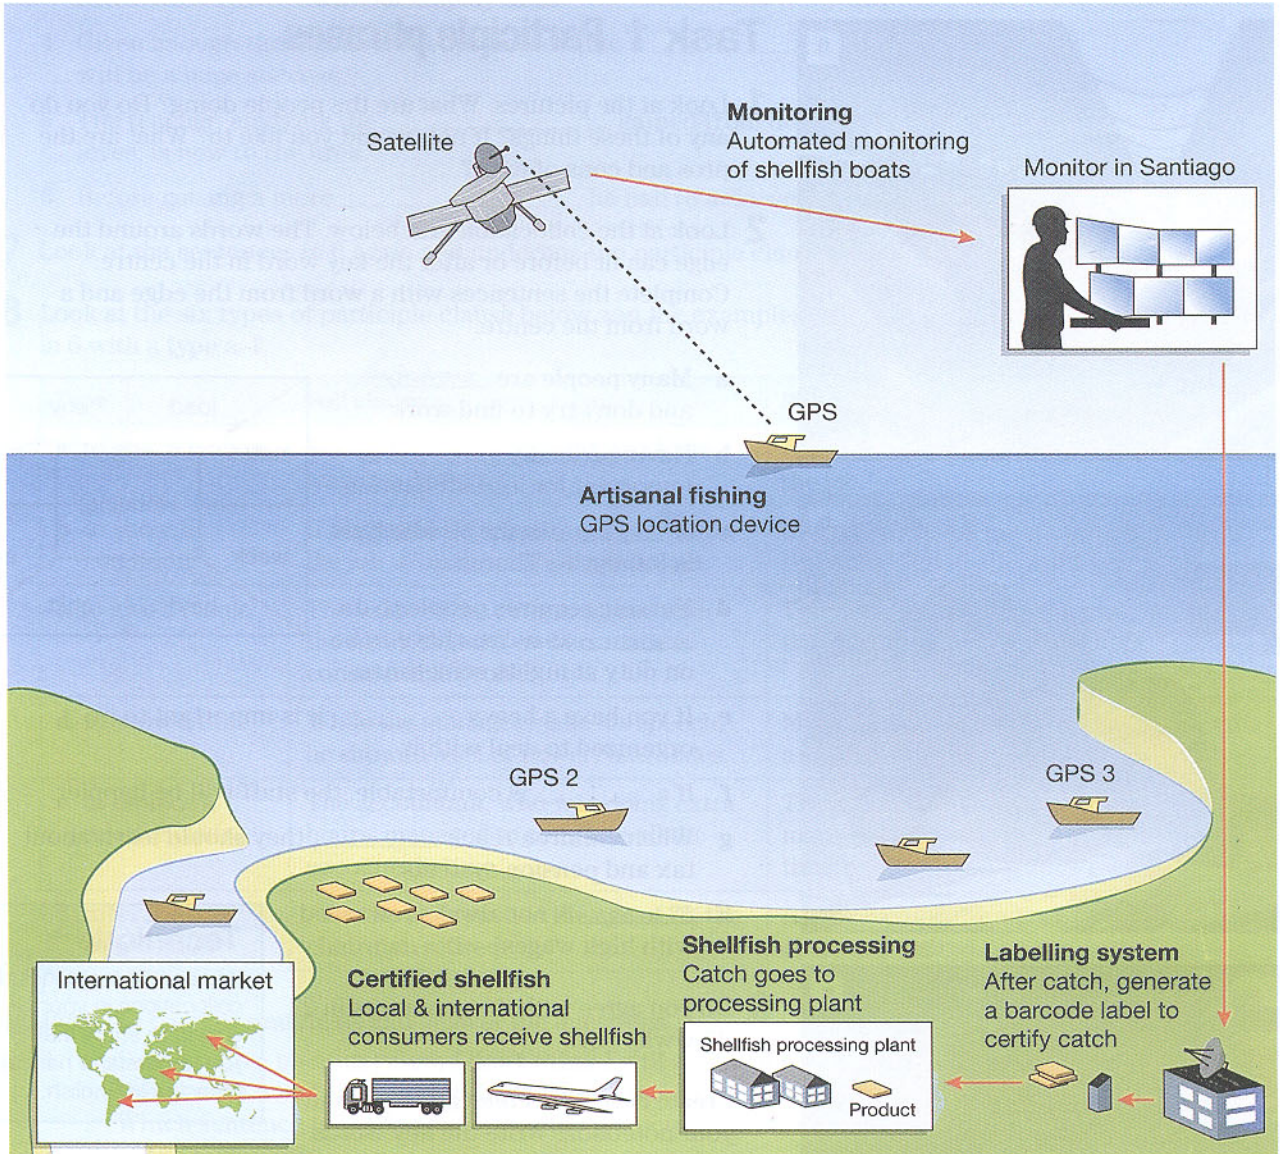 Satellite
Monitoring
Automated monitoring
of shellfish boats
Monitor in Santiago
GPS
Artisanal fishing
GPS location device
GPS 2
GPS 3
International market
Certified shellfish
Local & international
consumers receive shellfish
Shellfish processing
Catch goes to
processing plant
Shellfish processing plant
Product
Labelling system
After catch, generate
a barcode label to
certify catch